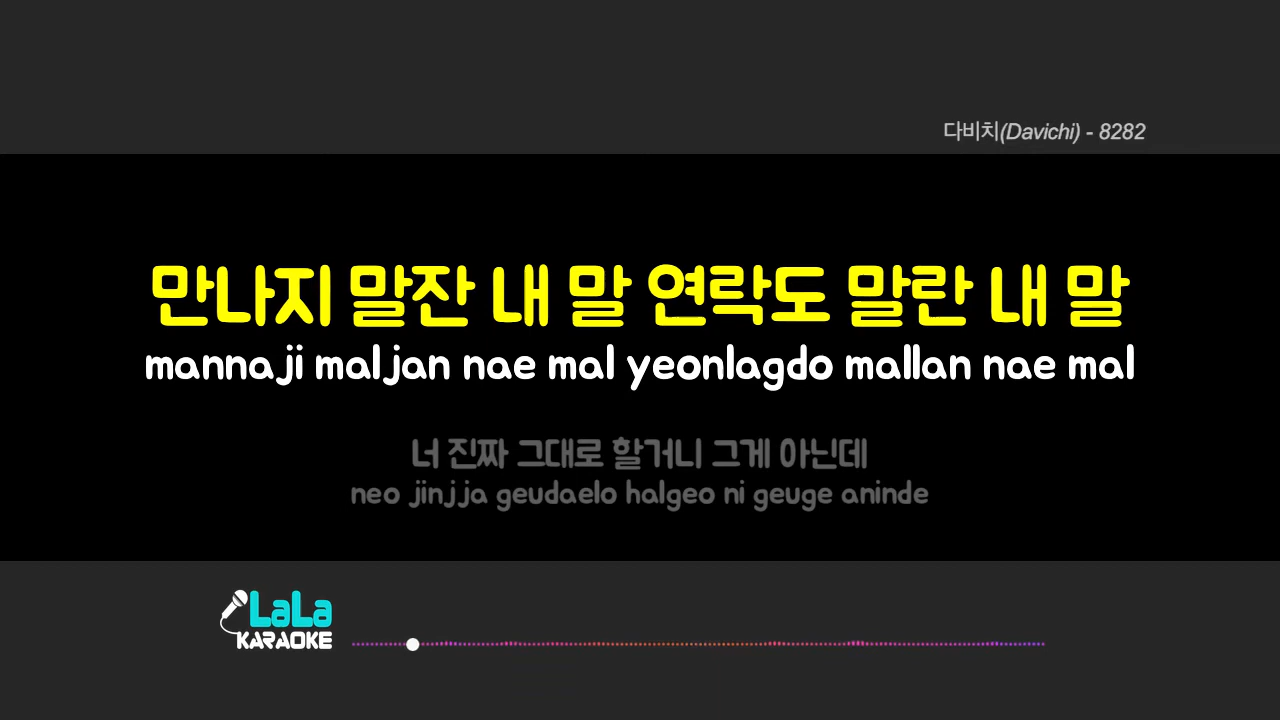 다비치(Davichi) - 8282
만나지 말잔 내 말 연락도 말란 내 말
mannaji maljan nae mal yeonlagdo mallan nae mal
너 진짜 그대로 할거니 그게 아닌데
neo jinjja geudaelo halgeo ni geuge aninde
LaLa
KARAOKE